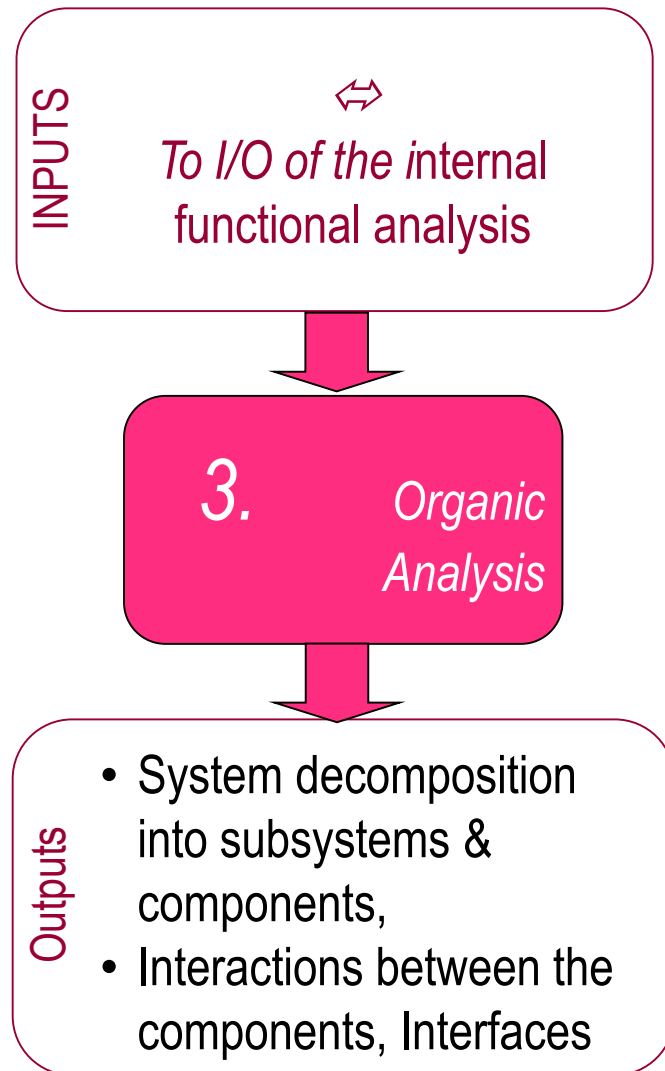 INPUTS
⬄
To I/O of the internal
functional analysis
3.
Organic
Analysis
Outputs
• System decomposition
into subsystems &
components,
• Interactions between the
components, Interfaces